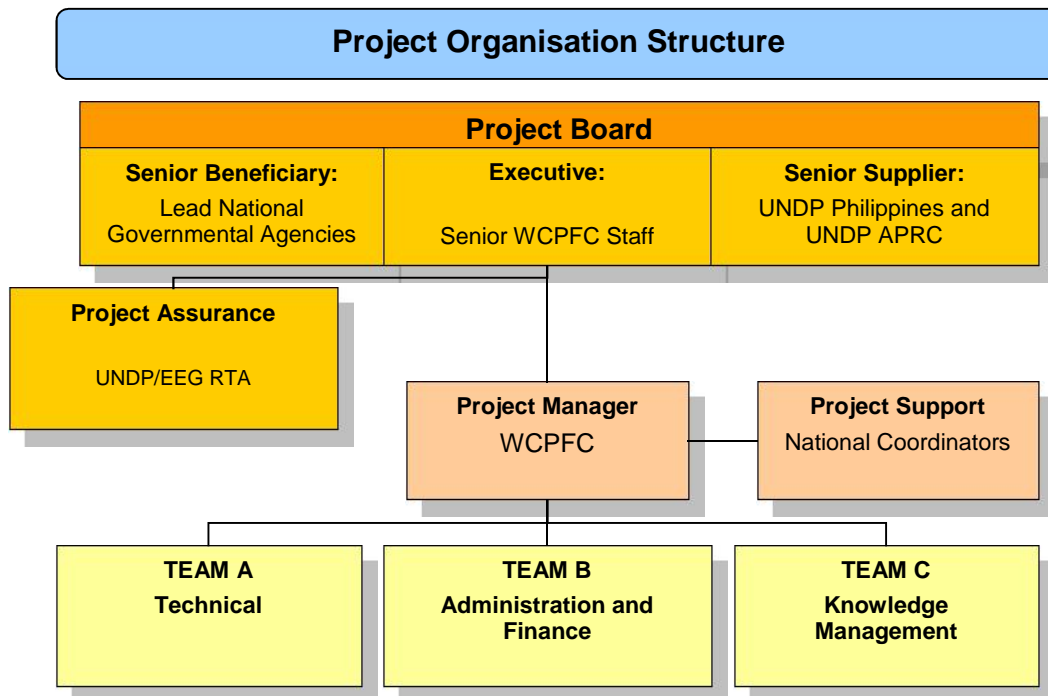 Project Organisation Structure
Project Board
Senior Beneficiary:
Lead National
Governmental Agencies
Executive:
Senior WCPFC Staff
Senior Supplier:
UNDP Philippines and
UNDP APRC
Project Assurance
UNDP/EEG RTA
Project Manager
WCPFC
Project Support
National Coordinators
TEAM A
Technical
TEAM B
Administration and
Finance
TEAM C
Knowledge
Management